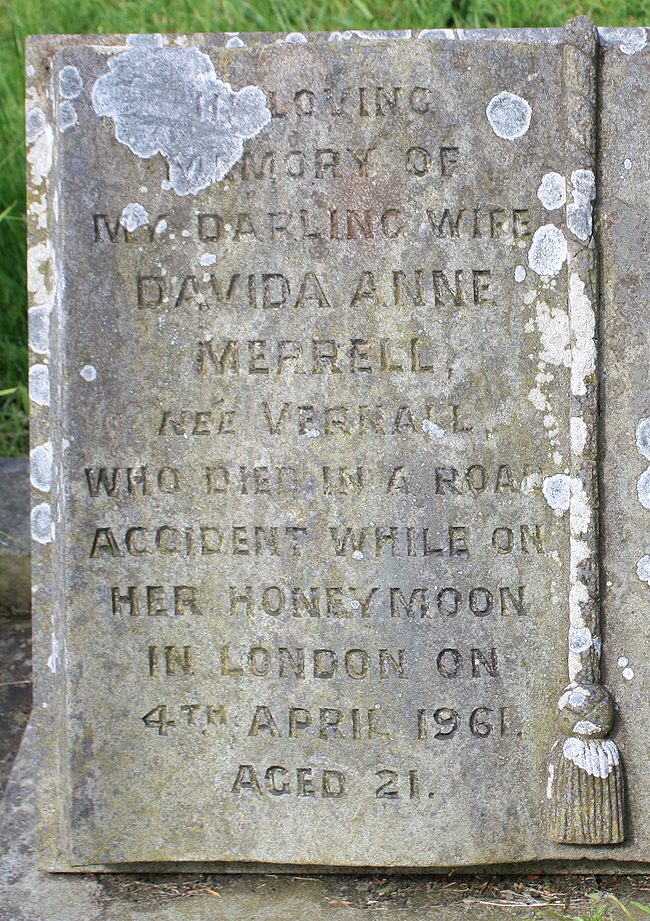 IN LOVING
MEMORY OF
MY DARLING WIFE
DAVIDA ANNE
MERRELL,
NÉE VERNALL,
WHO DIED IN A ROAD
ACCIDENT WHILE ON
HER HONEYMOON
IN LONDON ON
4TH APRIL 1961.
AGED 21.